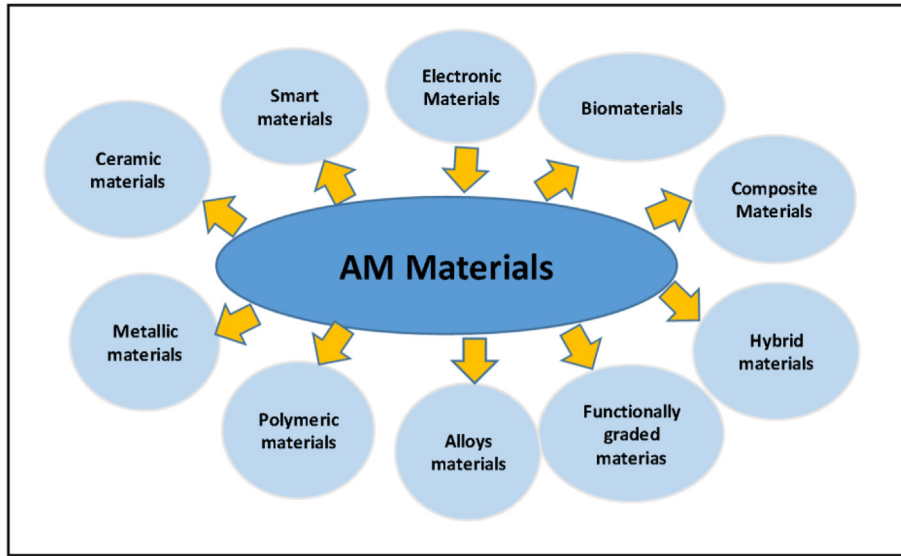 Electronic
Materials
Smart
materials
Biomaterials
Ceramic
materials
Composite
Materials
AM Materials
Metallic
materials
Hybrid
materials
Polymeric
materials
Alloys
materials
Functionally
graded
materias